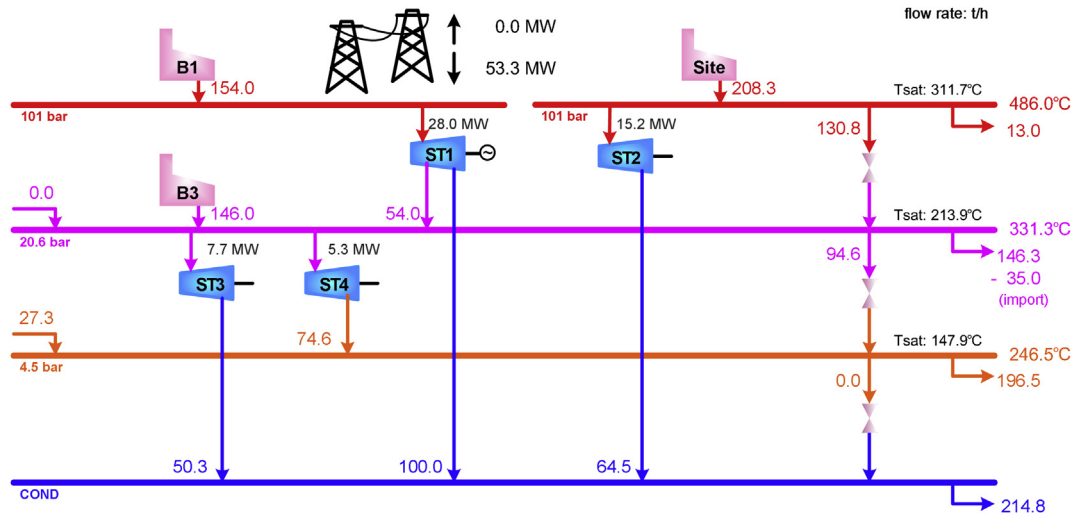 flow rate: t/h
0.0 MW
53.3 MW
B1
Site
154.0
208.3
Tsat: 311.7℃
486.0℃
101 bar
101 bar
13.0
28.0 MW
15.2 MW
130.8
ST1
ST2
B3
0.0
146.0
54.0
Tsat: 213.9℃
331.3℃
20.6 bar
7.7 MW
5.3 MW
94.6
146.3
- 35.0
(import)
ST3
ST4
27.3
74.6
Tsat: 147.9℃
246.5℃
4.5 bar
0.0
196.5
50.3
100.0
64.5
COND
214.8